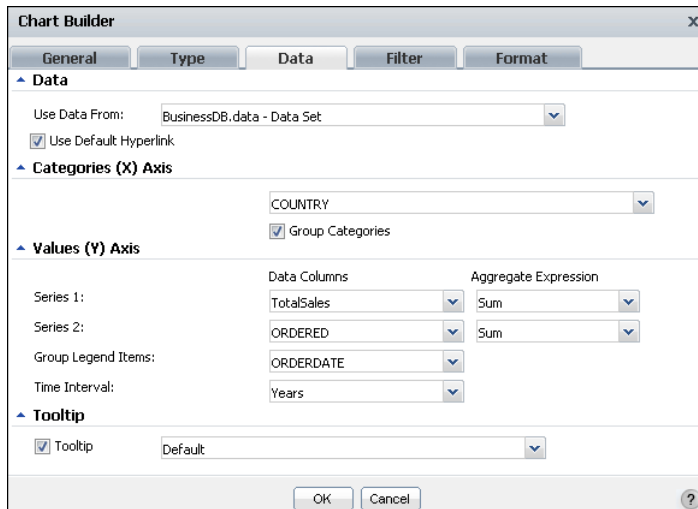 Chart Builder x
General Type Data Filter Format
Data
Use Data From: BusinessDB.data - Data Set
Use Default Hyperlink
Categories (X) Axis
COUNTRY
Group Categories
Values (Y) Axis
Data Columns Aggregate Expression
Series 1: TotalSales Sum
Series 2: ORDERED Sum
Group Legend Items: ORDERDATE
Time Interval: Years
Tooltip
Tooltip Default
OK Cancel ?